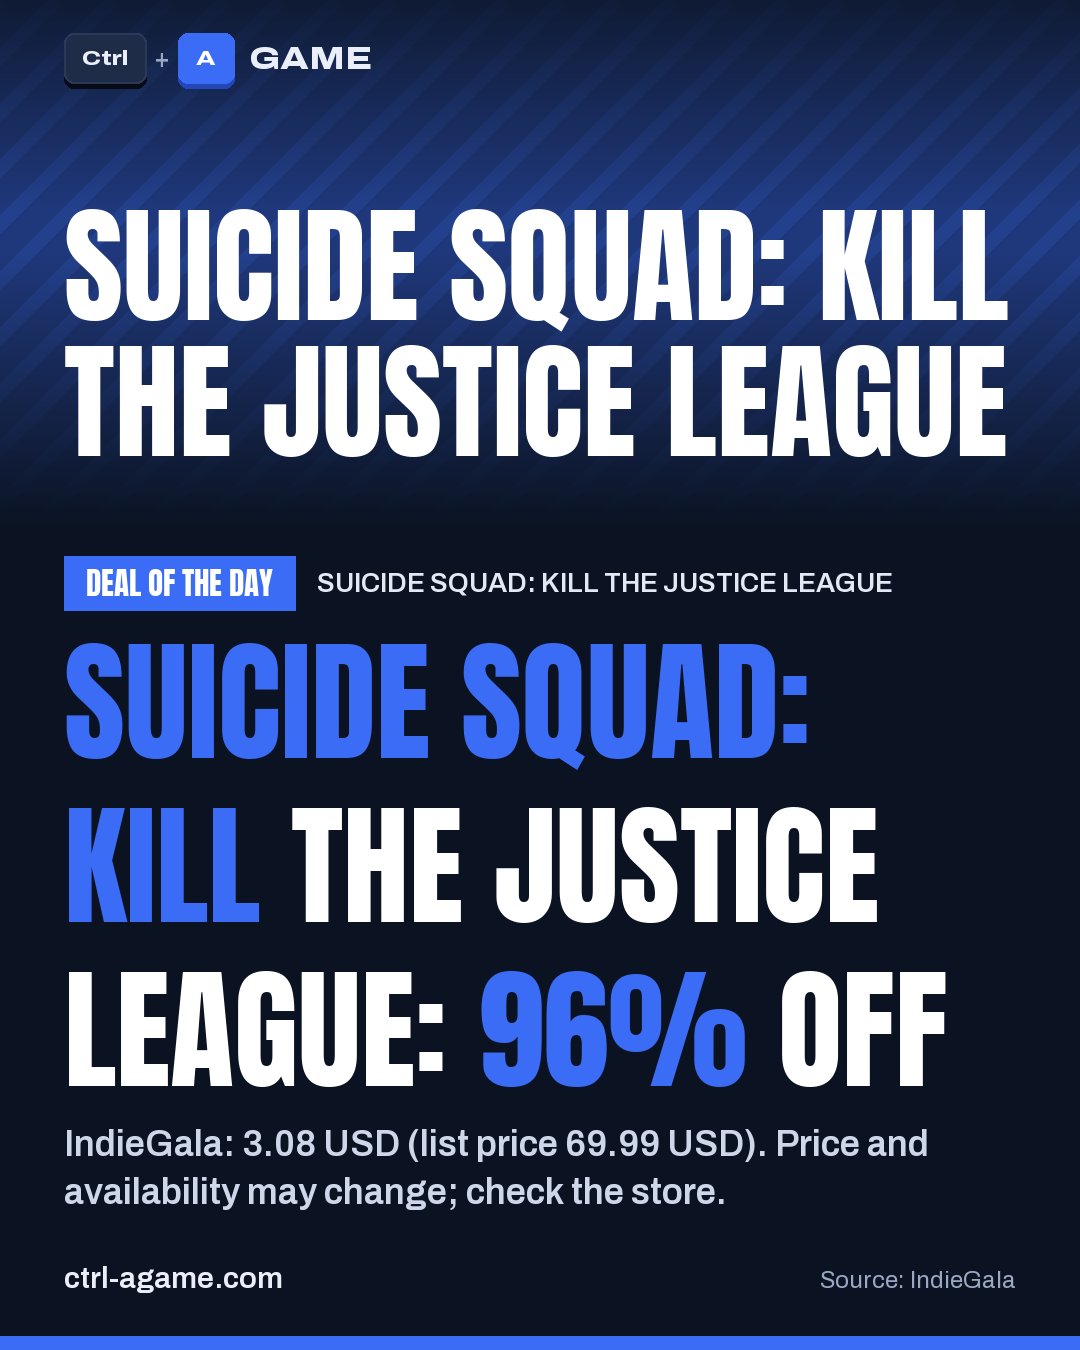 Ctrl + A GAME
SUICIDE SQUAD: KILL
THE JUSTICE LEAGUE
DEAL OF THE DAY SUICIDE SQUAD: KILL THE JUSTICE LEAGUE
SUICIDE SQUAD:
KILL THE JUSTICE
LEAGUE: 96% OFF
IndieGala: 3.08 USD (list price 69.99 USD). Price and
availability may change; check the store.
ctrl-agame.com Source: IndieGala